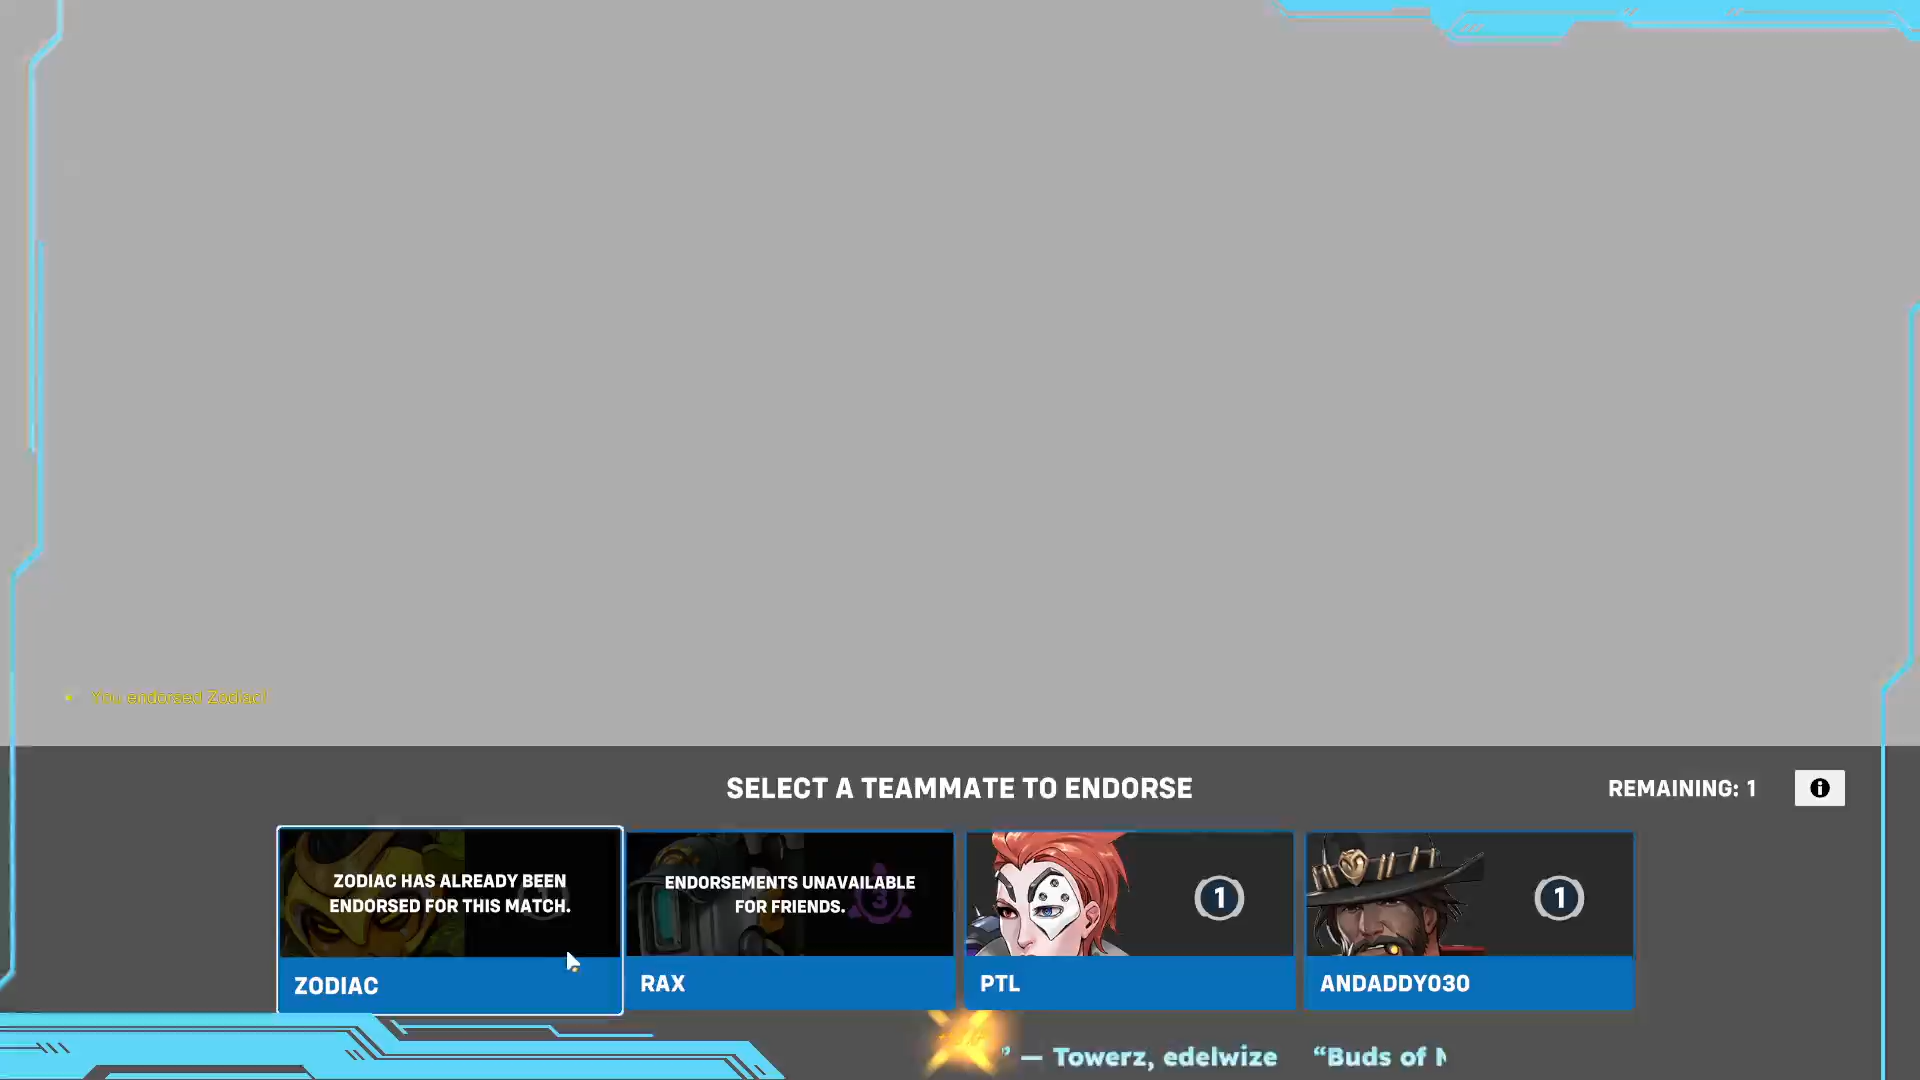 You endorsed Zodiac!
SELECT A TEAMMATE TO ENDORSE
REMAINING: 1
ZODIAC HAS ALREADY BEEN
ENDORSED FOR THIS MATCH.
ZODIAC
ENDORSEMENTS UNAVAILABLE
FOR FRIENDS.
3
RAX
1
PTL
1
ANDADDY030
” — Towerz, edelwize “Buds of